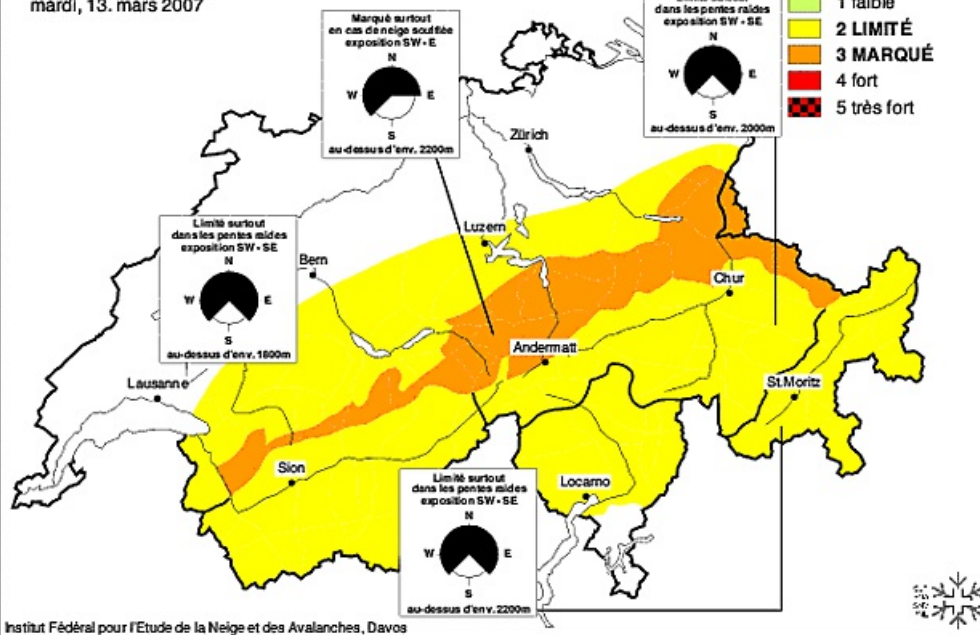 mardi, 13. mars 2007
Marqué surtout
en cas de neige soufflée
exposition SW - E
N
W E
S
au-dessus d'env. 2200m
dans les pentes raides
exposition SW - SE
N
W E
S
au-dessus d'env. 2000m
1 faible
2 LIMITÉ
3 MARQUÉ
4 fort
5 très fort
Zürich
Luzern
Limité surtout
dans les pentes raides
exposition SW - SE
N
W E
S
au-dessus d'env. 1800m
Bern
Chur
Andermatt
Lausanne
St.Moritz
Sion
Locarno
Limité surtout
dans les pentes raides
exposition SW - SE
N
W E
S
au-dessus d'env. 2200m
Institut Fédéral pour l'Etude de la Neige et des Avalanches, Davos